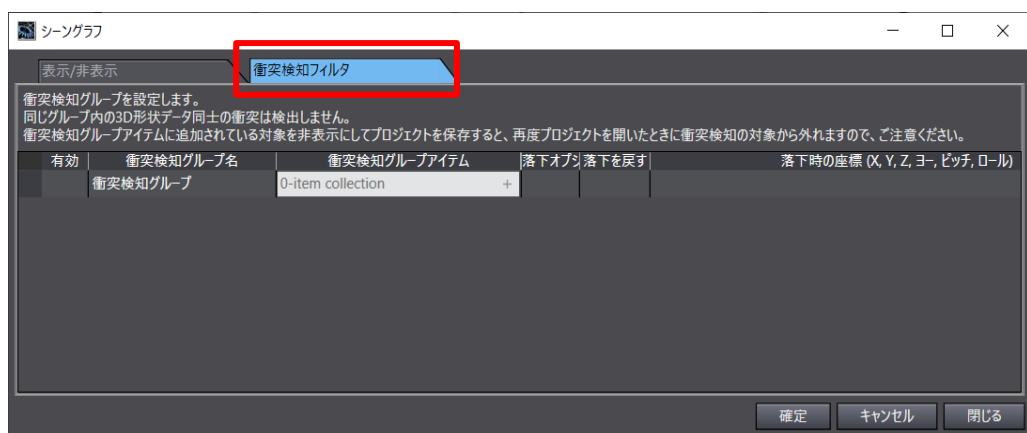 シーングラフ
表示/非表示
衝突検知フィルタ
衝突検知グループを設定します。
同じグループ内の3D形状データ同士の衝突は検出しません。
衝突検知グループアイテムに追加されている対象を非表示にしてプロジェクトを保存すると、再度プロジェクトを開いたときに衝突検知の対象から外れますので、ご注意ください。
有効 衝突検知グループ名 衝突検知グループアイテム 落下オプシ 落下を戻す 落下時の座標 (X, Y, Z, ヨー, ピッチ, ロール)
衝突検知グループ 0-item collection +
確定 キャンセル 閉じる